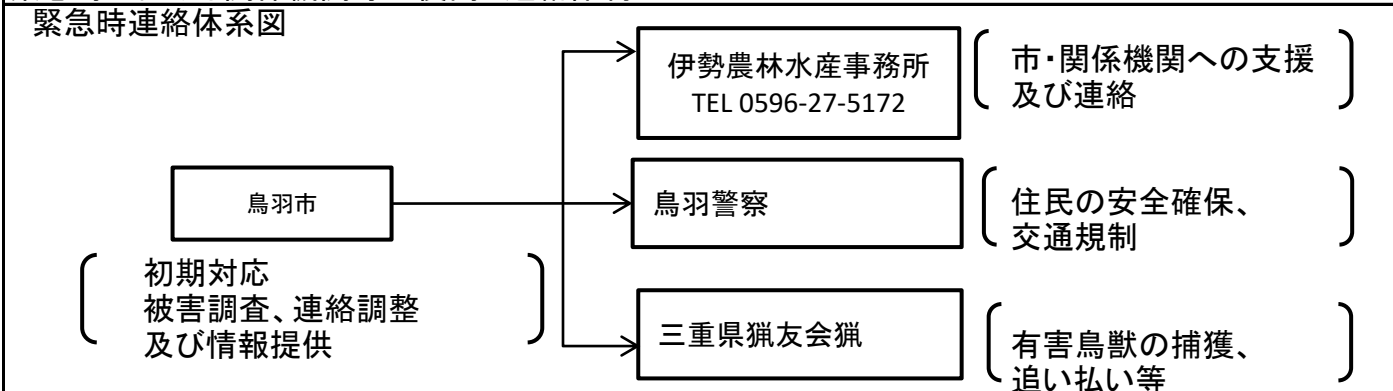 緊急時連絡体系図
伊勢農林水産事務所
TEL 0596-27-5172
市・関係機関への支援
及び連絡
鳥羽市
初期対応
被害調査、連絡調整
及び情報提供
鳥羽警察
住民の安全確保、
交通規制
三重県猟友会猟
有害鳥獣の捕獲、
追い払い等